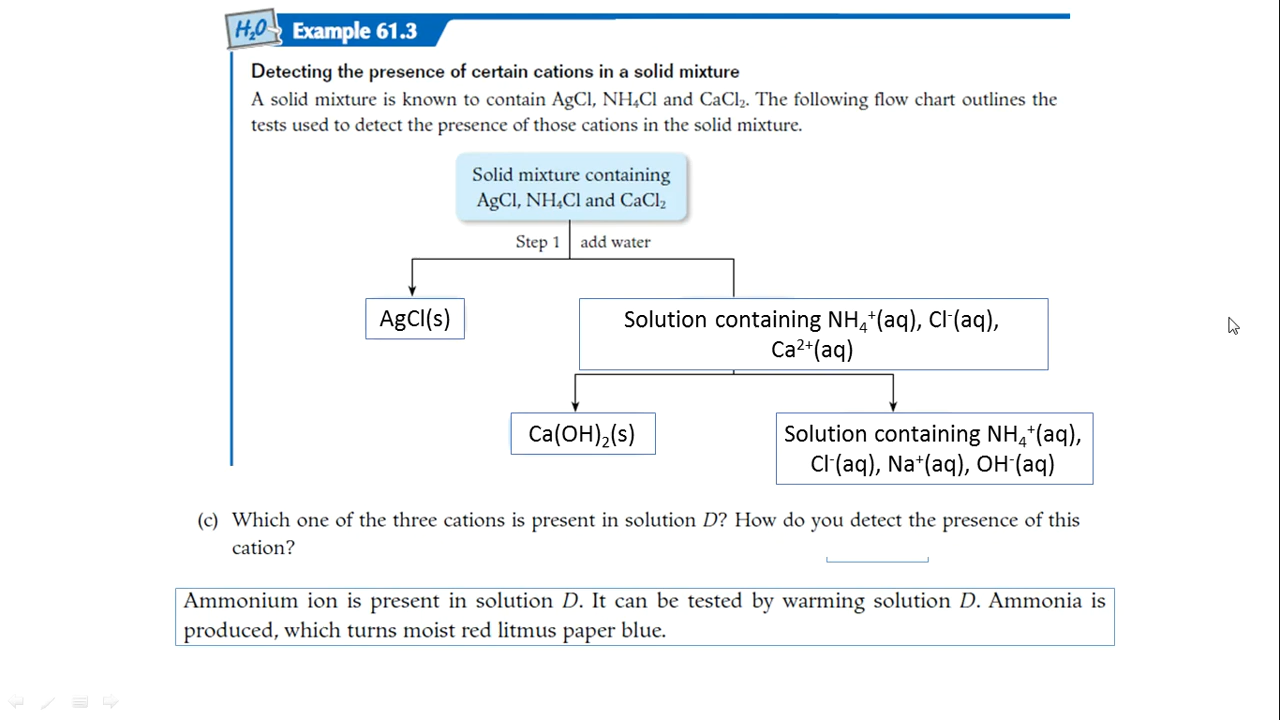 H₂O Example 61.3
Detecting the presence of certain cations in a solid mixture
A solid mixture is known to contain AgCl, NH₄Cl and CaCl₂. The following flow chart outlines the
tests used to detect the presence of those cations in the solid mixture.
Solid mixture containing
AgCl, NH₄Cl and CaCl₂
Step 1 add water
AgCl(s)
Solution containing NH₄⁺(aq), Cl⁻(aq),
Ca²⁺(aq)
Ca(OH)₂(s)
Solution containing NH₄⁺(aq),
Cl⁻(aq), Na⁺(aq), OH⁻(aq)
(c) Which one of the three cations is present in solution D? How do you detect the presence of this
cation?
Ammonium ion is present in solution D. It can be tested by warming solution D. Ammonia is
produced, which turns moist red litmus paper blue.